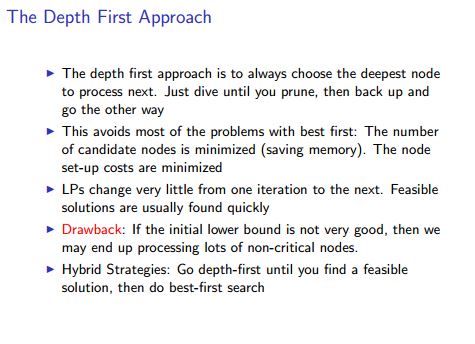 The Depth First Approach
The depth first approach is to always choose the deepest node
to process next. Just dive until you prune, then back up and
go the other way
This avoids most of the problems with best first: The number
of candidate nodes is minimized (saving memory). The node
set-up costs are minimized
LPs change very little from one iteration to the next. Feasible
solutions are usually found quickly
Drawback: If the initial lower bound is not very good, then we
may end up processing lots of non-critical nodes.
Hybrid Strategies: Go depth-first until you find a feasible
solution, then do best-first search